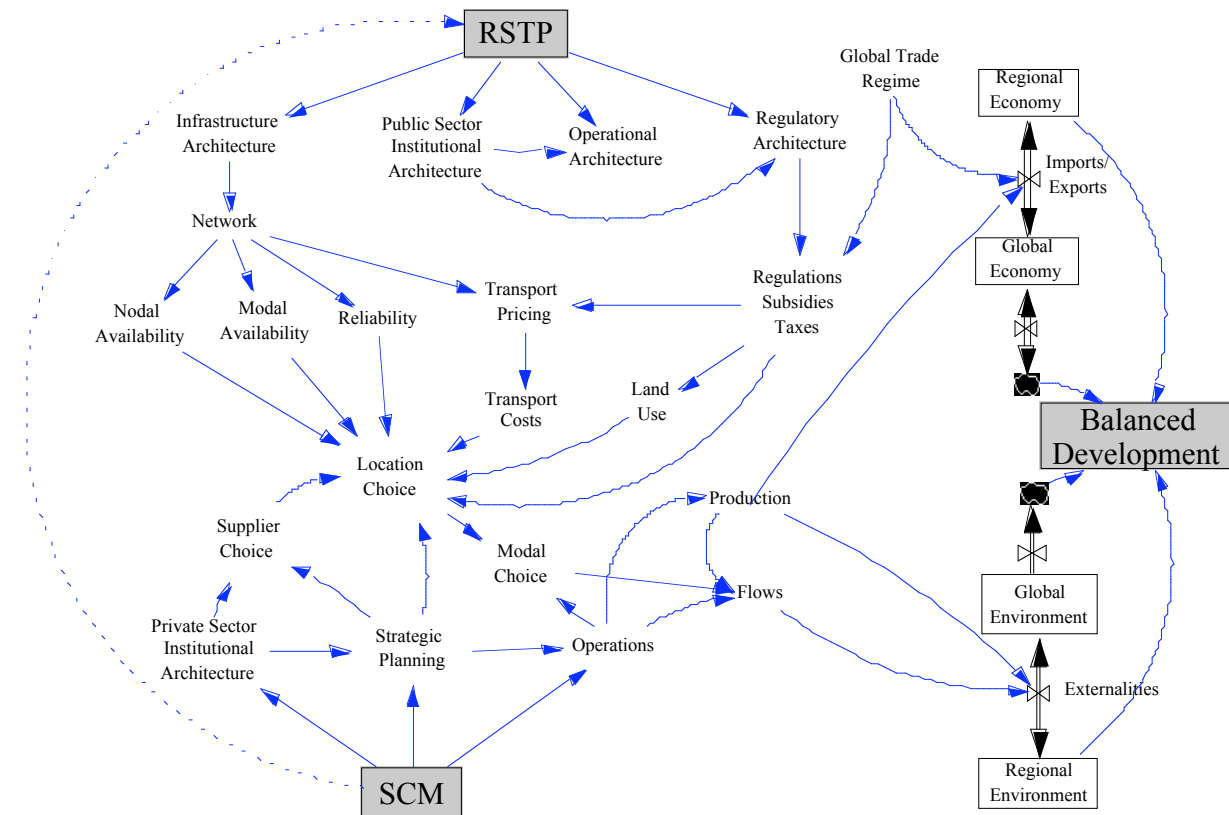 RSTP
Global Trade
Regime
Regional
Economy
Infrastructure
Architecture
Public Sector
Institutional
Architecture
Operational
Architecture
Regulatory
Architecture
Imports/
Exports
Network
Global
Economy
Nodal
Availability
Modal
Availability
Reliability
Transport
Pricing
Regulations
Subsidies
Taxes
Transport
Costs
Land
Use
Balanced
Development
Location
Choice
Supplier
Choice
Production
Modal
Choice
Flows
Global
Environment
Private Sector
Institutional
Architecture
Strategic
Planning
Operations
Externalities
SCM
Regional
Environment